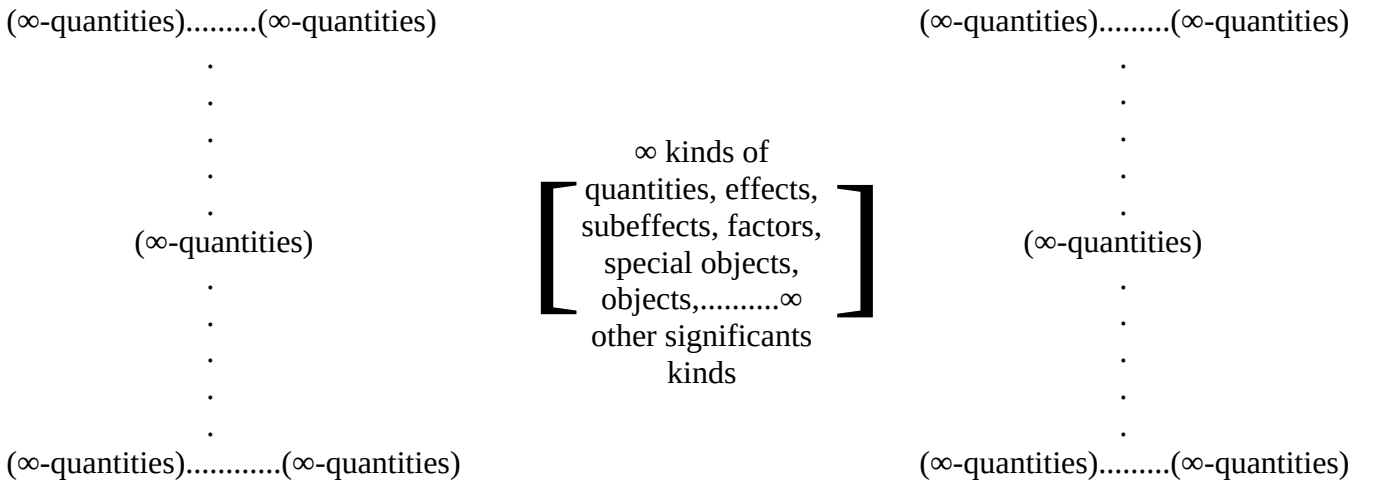 (∞-quantities).........(∞-quantities) (∞-quantities).........(∞-quantities)
. .
. .
. .
∞ kinds of
. .
quantities, effects,
. .
subeffects, factors,
(∞-quantities) (∞-quantities)
special objects,
. .
objects,..........∞
. .
other significants
. .
kinds
. .
. .
(∞-quantities)............(∞-quantities) (∞-quantities).........(∞-quantities)